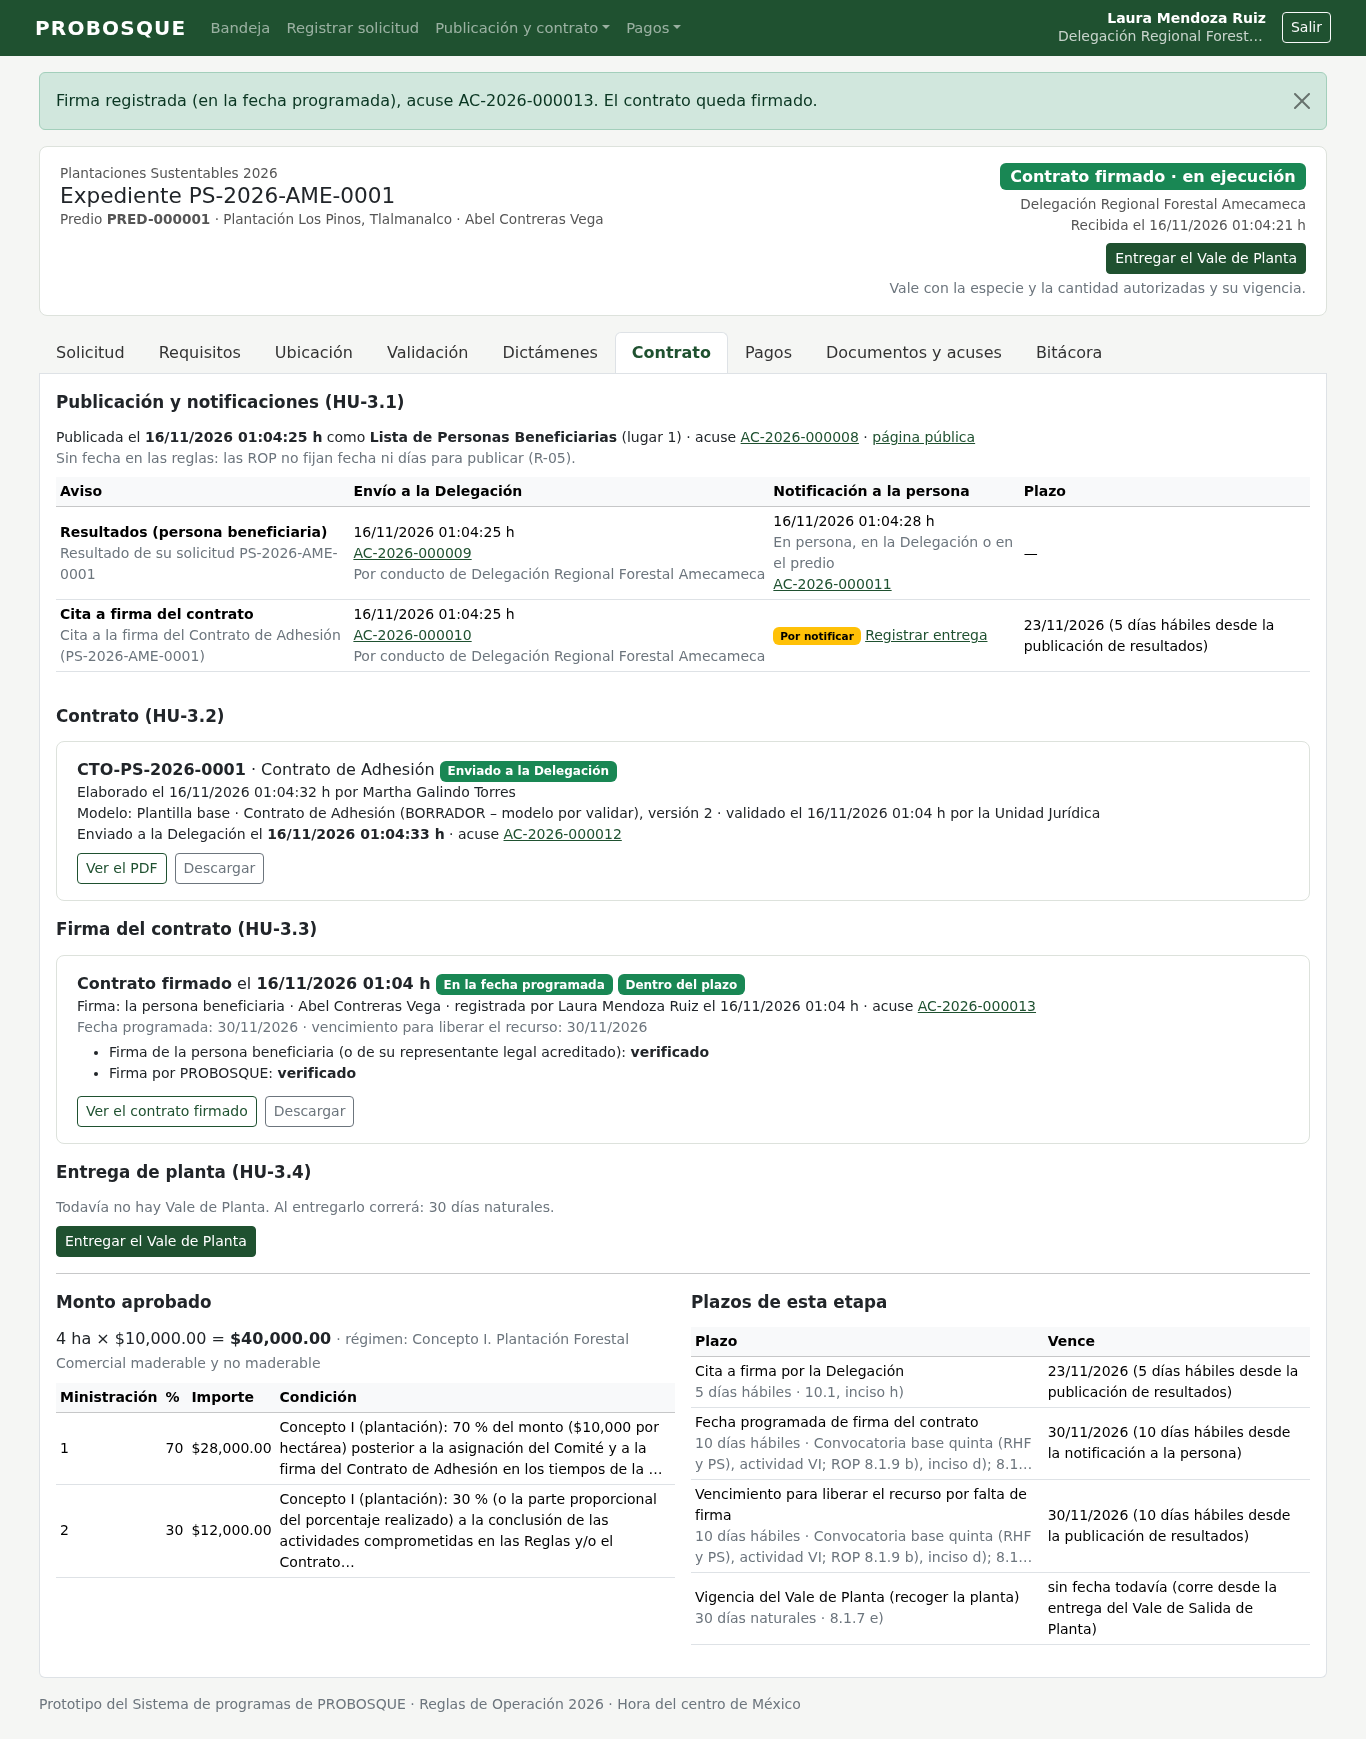 PROBOSQUE
Bandeja
Registrar solicitud
Publicación y contrato
Pagos
Laura Mendoza Ruiz
Delegación Regional Forest…
Salir
Firma registrada (en la fecha programada), acuse AC-2026-000013. El contrato queda firmado.
Plantaciones Sustentables 2026
Expediente PS-2026-AME-0001
Predio PRED-000001 · Plantación Los Pinos, Tlalmanalco · Abel Contreras Vega
Contrato firmado · en ejecución
Delegación Regional Forestal Amecameca
Recibida el 16/11/2026 01:04:21 h
Entregar el Vale de Planta
Vale con la especie y la cantidad autorizadas y su vigencia.
Solicitud
Requisitos
Ubicación
Validación
Dictámenes
Contrato
Pagos
Documentos y acuses
Bitácora
Publicación y notificaciones (HU-3.1)
Publicada el 16/11/2026 01:04:25 h como Lista de Personas Beneficiarias (lugar 1) · acuse AC-2026-000008 · página pública
Sin fecha en las reglas: las ROP no fijan fecha ni días para publicar (R-05).
Aviso
Envío a la Delegación
Notificación a la persona
Plazo
Resultados (persona beneficiaria)
Resultado de su solicitud PS-2026-AME-
0001
16/11/2026 01:04:25 h
AC-2026-000009
Por conducto de Delegación Regional Forestal Amecameca
16/11/2026 01:04:28 h
En persona, en la Delegación o en
el predio
AC-2026-000011
—
Cita a firma del contrato
Cita a la firma del Contrato de Adhesión
(PS-2026-AME-0001)
16/11/2026 01:04:25 h
AC-2026-000010
Por conducto de Delegación Regional Forestal Amecameca
Por notificar Registrar entrega
23/11/2026 (5 días hábiles desde la
publicación de resultados)
Contrato (HU-3.2)
CTO-PS-2026-0001 · Contrato de Adhesión Enviado a la Delegación
Elaborado el 16/11/2026 01:04:32 h por Martha Galindo Torres
Modelo: Plantilla base · Contrato de Adhesión (BORRADOR – modelo por validar), versión 2 · validado el 16/11/2026 01:04 h por la Unidad Jurídica
Enviado a la Delegación el 16/11/2026 01:04:33 h · acuse AC-2026-000012
Ver el PDF
Descargar
Firma del contrato (HU-3.3)
Contrato firmado el 16/11/2026 01:04 h En la fecha programada Dentro del plazo
Firma: la persona beneficiaria · Abel Contreras Vega · registrada por Laura Mendoza Ruiz el 16/11/2026 01:04 h · acuse AC-2026-000013
Fecha programada: 30/11/2026 · vencimiento para liberar el recurso: 30/11/2026
• Firma de la persona beneficiaria (o de su representante legal acreditado): verificado
• Firma por PROBOSQUE: verificado
Ver el contrato firmado
Descargar
Entrega de planta (HU-3.4)
Todavía no hay Vale de Planta. Al entregarlo correrá: 30 días naturales.
Entregar el Vale de Planta
Monto aprobado
4 ha × $10,000.00 = $40,000.00 · régimen: Concepto I. Plantación Forestal
Comercial maderable y no maderable
Ministración
%
Importe
Condición
1
70
$28,000.00
Concepto I (plantación): 70 % del monto ($10,000 por
hectárea) posterior a la asignación del Comité y a la
firma del Contrato de Adhesión en los tiempos de la …
2
30
$12,000.00
Concepto I (plantación): 30 % (o la parte proporcional
del porcentaje realizado) a la conclusión de las
actividades comprometidas en las Reglas y/o el
Contrato…
Plazos de esta etapa
Plazo
Vence
Cita a firma por la Delegación
5 días hábiles · 10.1, inciso h)
23/11/2026 (5 días hábiles desde la
publicación de resultados)
Fecha programada de firma del contrato
10 días hábiles · Convocatoria base quinta (RHF
y PS), actividad VI; ROP 8.1.9 b), inciso d); 8.1…
30/11/2026 (10 días hábiles desde
la notificación a la persona)
Vencimiento para liberar el recurso por falta de
firma
10 días hábiles · Convocatoria base quinta (RHF
y PS), actividad VI; ROP 8.1.9 b), inciso d); 8.1…
30/11/2026 (10 días hábiles desde
la publicación de resultados)
Vigencia del Vale de Planta (recoger la planta)
30 días naturales · 8.1.7 e)
sin fecha todavía (corre desde la
entrega del Vale de Salida de
Planta)
Prototipo del Sistema de programas de PROBOSQUE · Reglas de Operación 2026 · Hora del centro de México